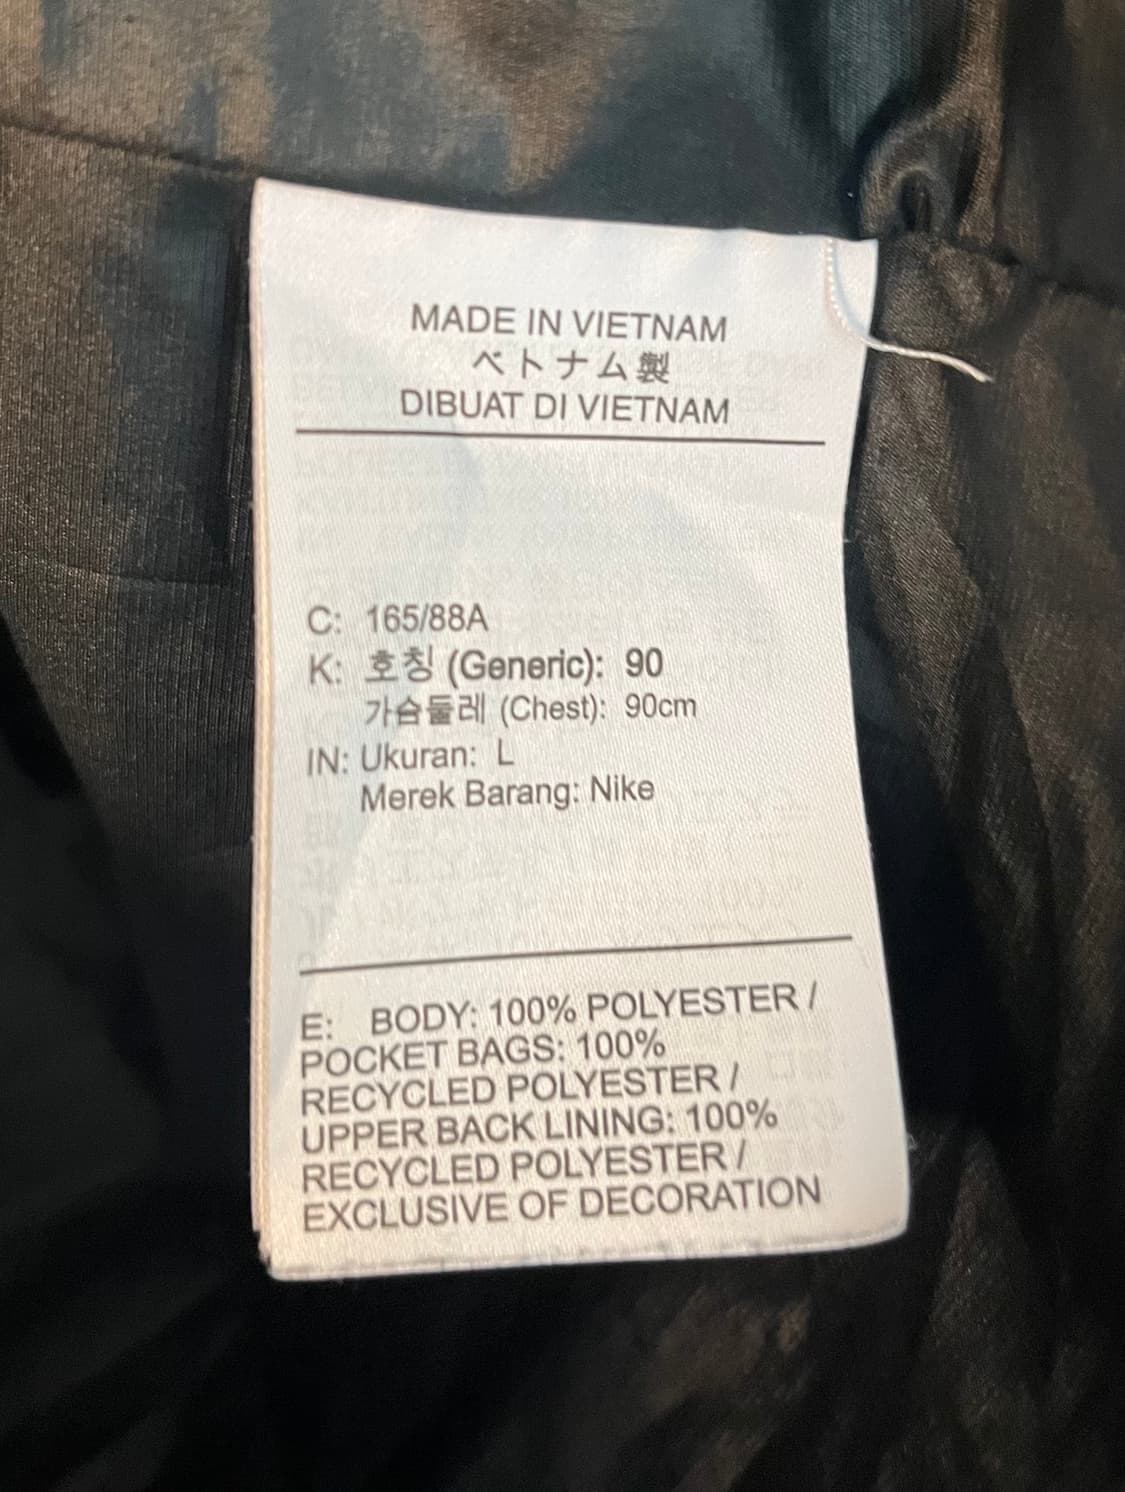 MADE IN VIETNAM
ベトナム製
DIBUAT DI VIETNAM
C: 165/88A
K: 호칭 (Generic): 90
가슴둘레 (Chest): 90cm
IN: Ukuran: L
Merek Barang: Nike
E: BODY: 100% POLYESTER /
POCKET BAGS: 100%
RECYCLED POLYESTER /
UPPER BACK LINING: 100%
RECYCLED POLYESTER /
EXCLUSIVE OF DECORATION